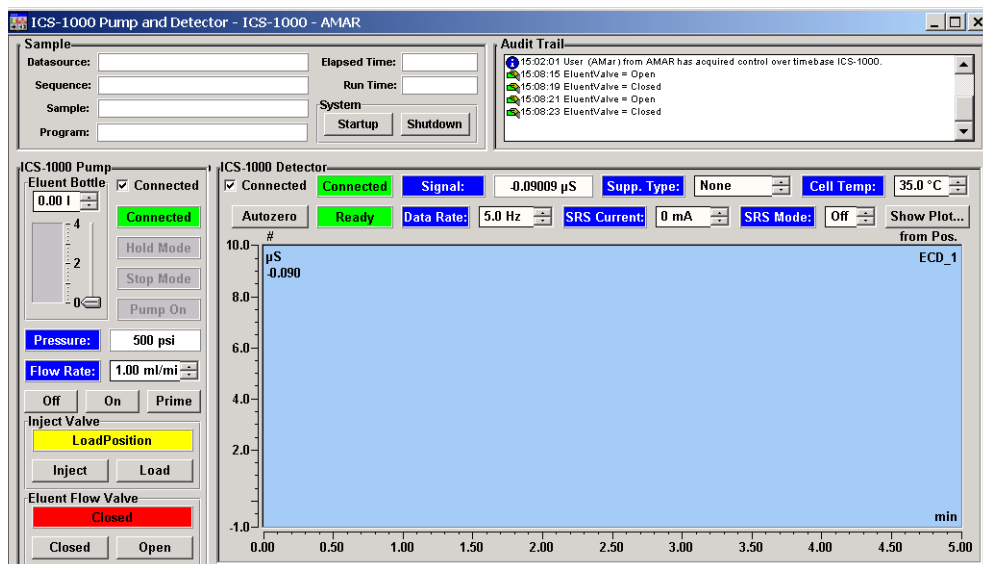 ICS-1000 Pump and Detector - ICS-1000 - AMAR
Sample
Datasource:
Elapsed Time:
Sequence:
Run Time:
Sample:
System
Program:
Startup Shutdown
Audit Trail
15:02:01 User (AMar) from AMAR has acquired control over timebase ICS-1000.
15:08:15 EluentValve = Open
15:08:19 EluentValve = Closed
15:08:21 EluentValve = Open
15:08:23 EluentValve = Closed
ICS-1000 Pump
Eluent Bottle
Connected
0.00 l
Connected
4
2
0
Hold Mode
Stop Mode
Pump On
Pressure: 500 psi
Flow Rate: 1.00 ml/mi
Off On Prime
Inject Valve
LoadPosition
Inject Load
Eluent Flow Valve
Closed
Closed Open
ICS-1000 Detector
Connected Connected Signal: -0.09009 µS Supp. Type: None Cell Temp: 35.0 °C
Autozero Ready Data Rate: 5.0 Hz SRS Current: 0 mA SRS Mode: Off Show Plot...
# from Pos.
10.0 µS ECD_1
-0.090
8.0
6.0
4.0
2.0
-1.0 min
0.00 0.50 1.00 1.50 2.00 2.50 3.00 3.50 4.00 4.50 5.00